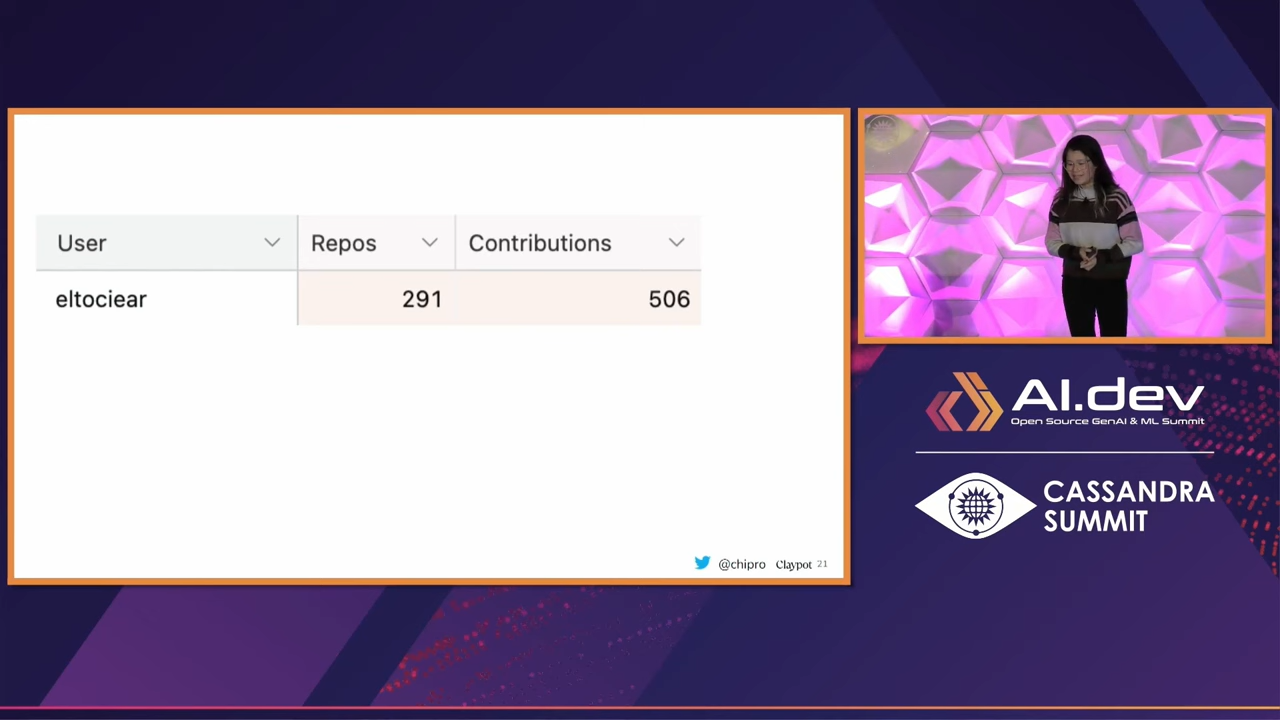 User Repos Contributions
eltociear 291 506
@chipro Claypot 21
AI.dev
Open Source GenAI & ML Summit
CASSANDRA
SUMMIT